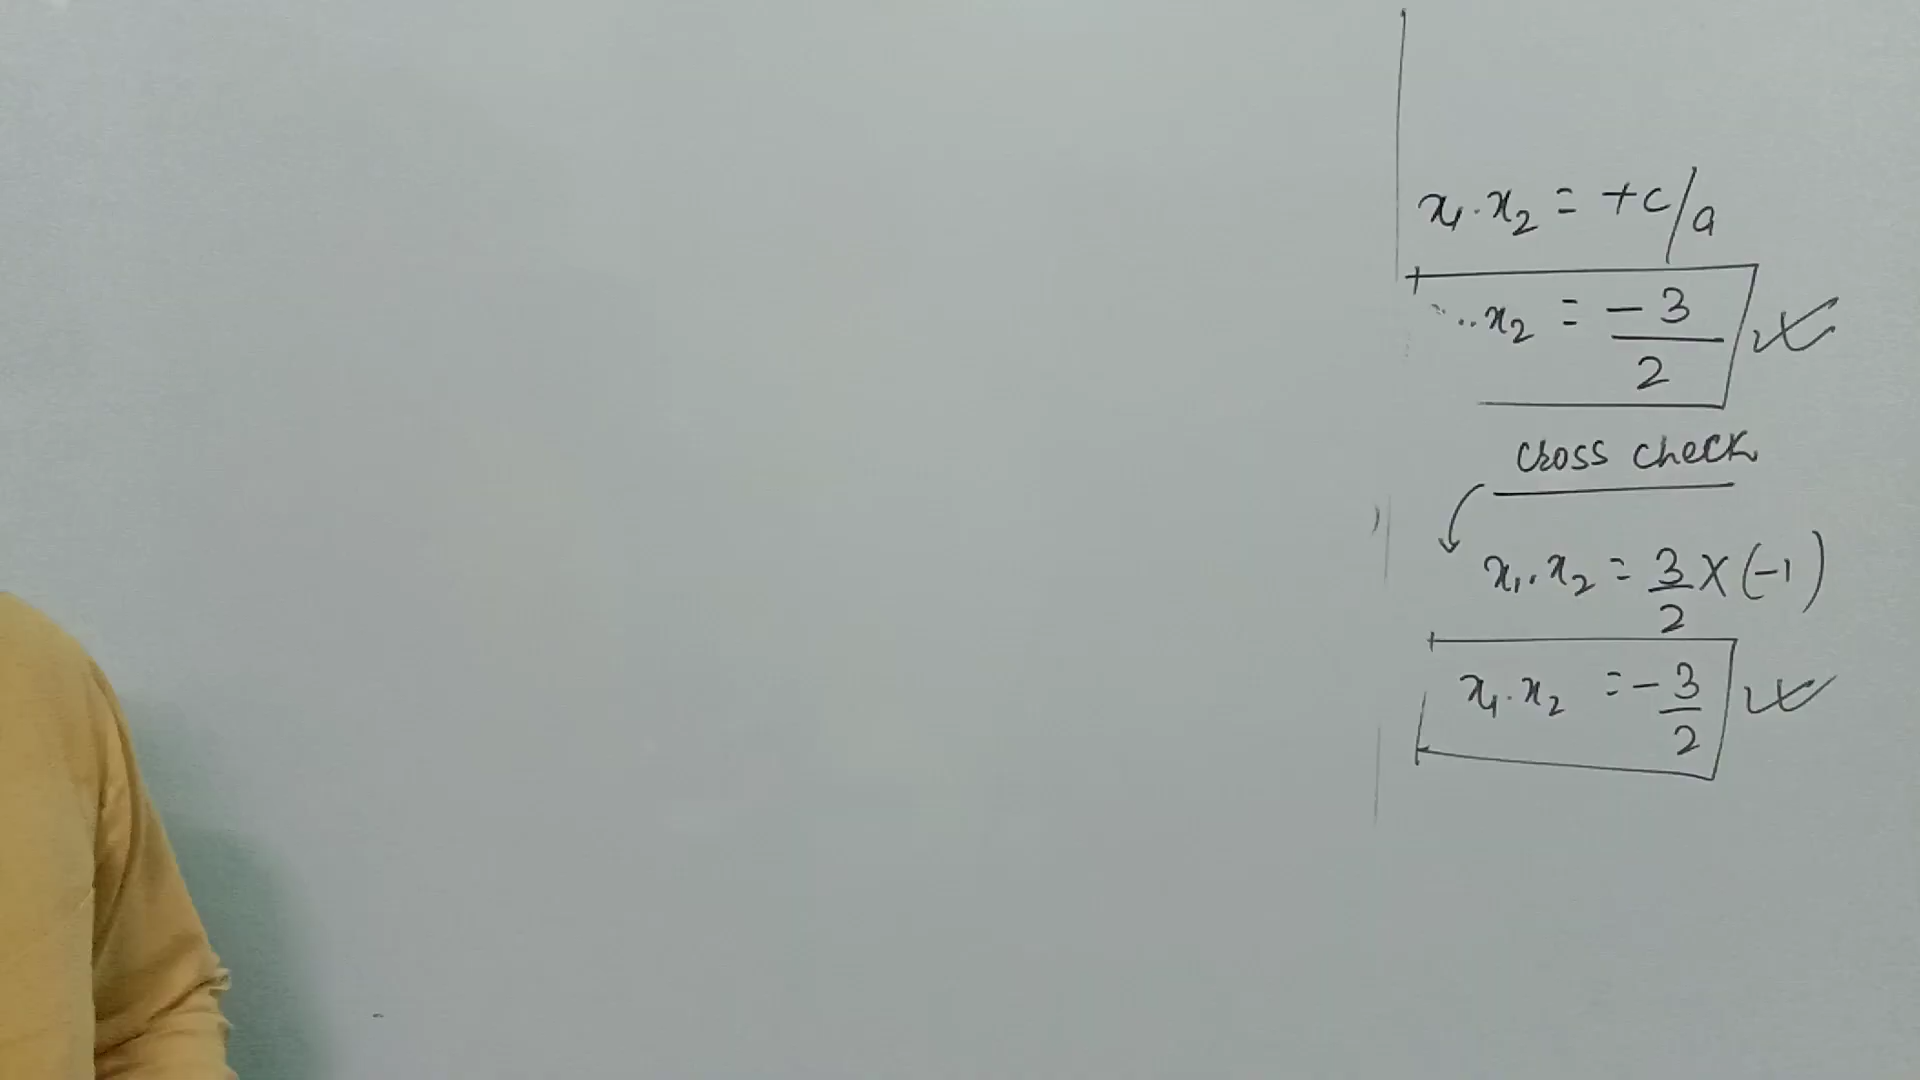 x₁.x₂ = +c/a
..x₂ = -3/2
cross check
x₁.x₂ = 3/2 X (-1)
x₁.x₂ = -3/2